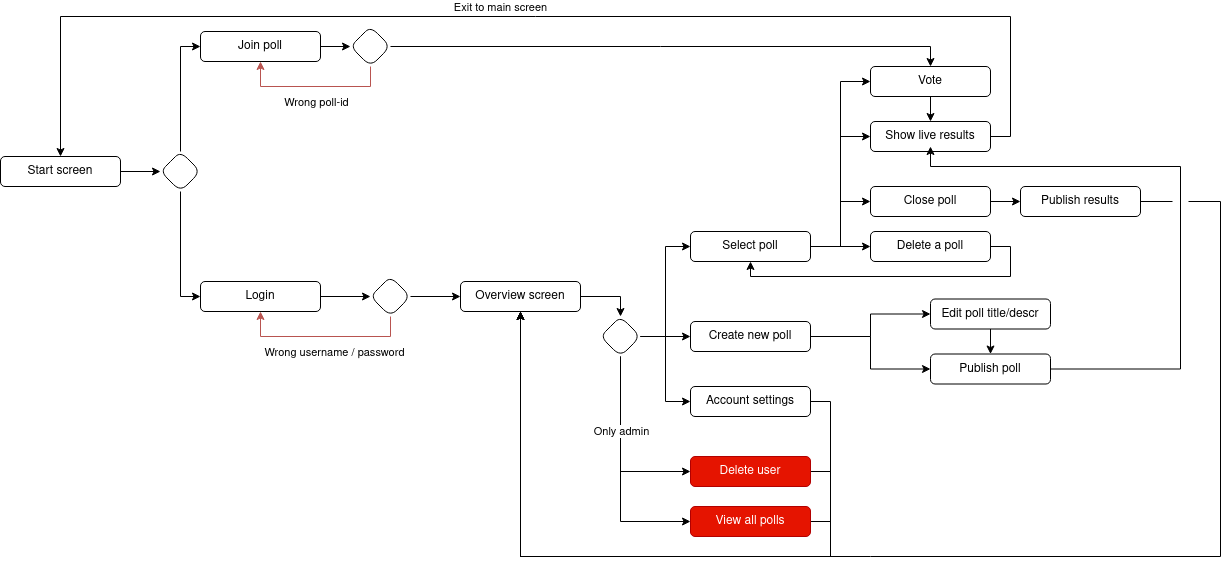 Exit to main screen
Join poll
Wrong poll-id
Vote
Show live results
Start screen
Close poll
Publish results
Select poll
Delete a poll
Login
Overview screen
Wrong username / password
Create new poll
Edit poll title/descr
Publish poll
Account settings
Only admin
Delete user
View all polls